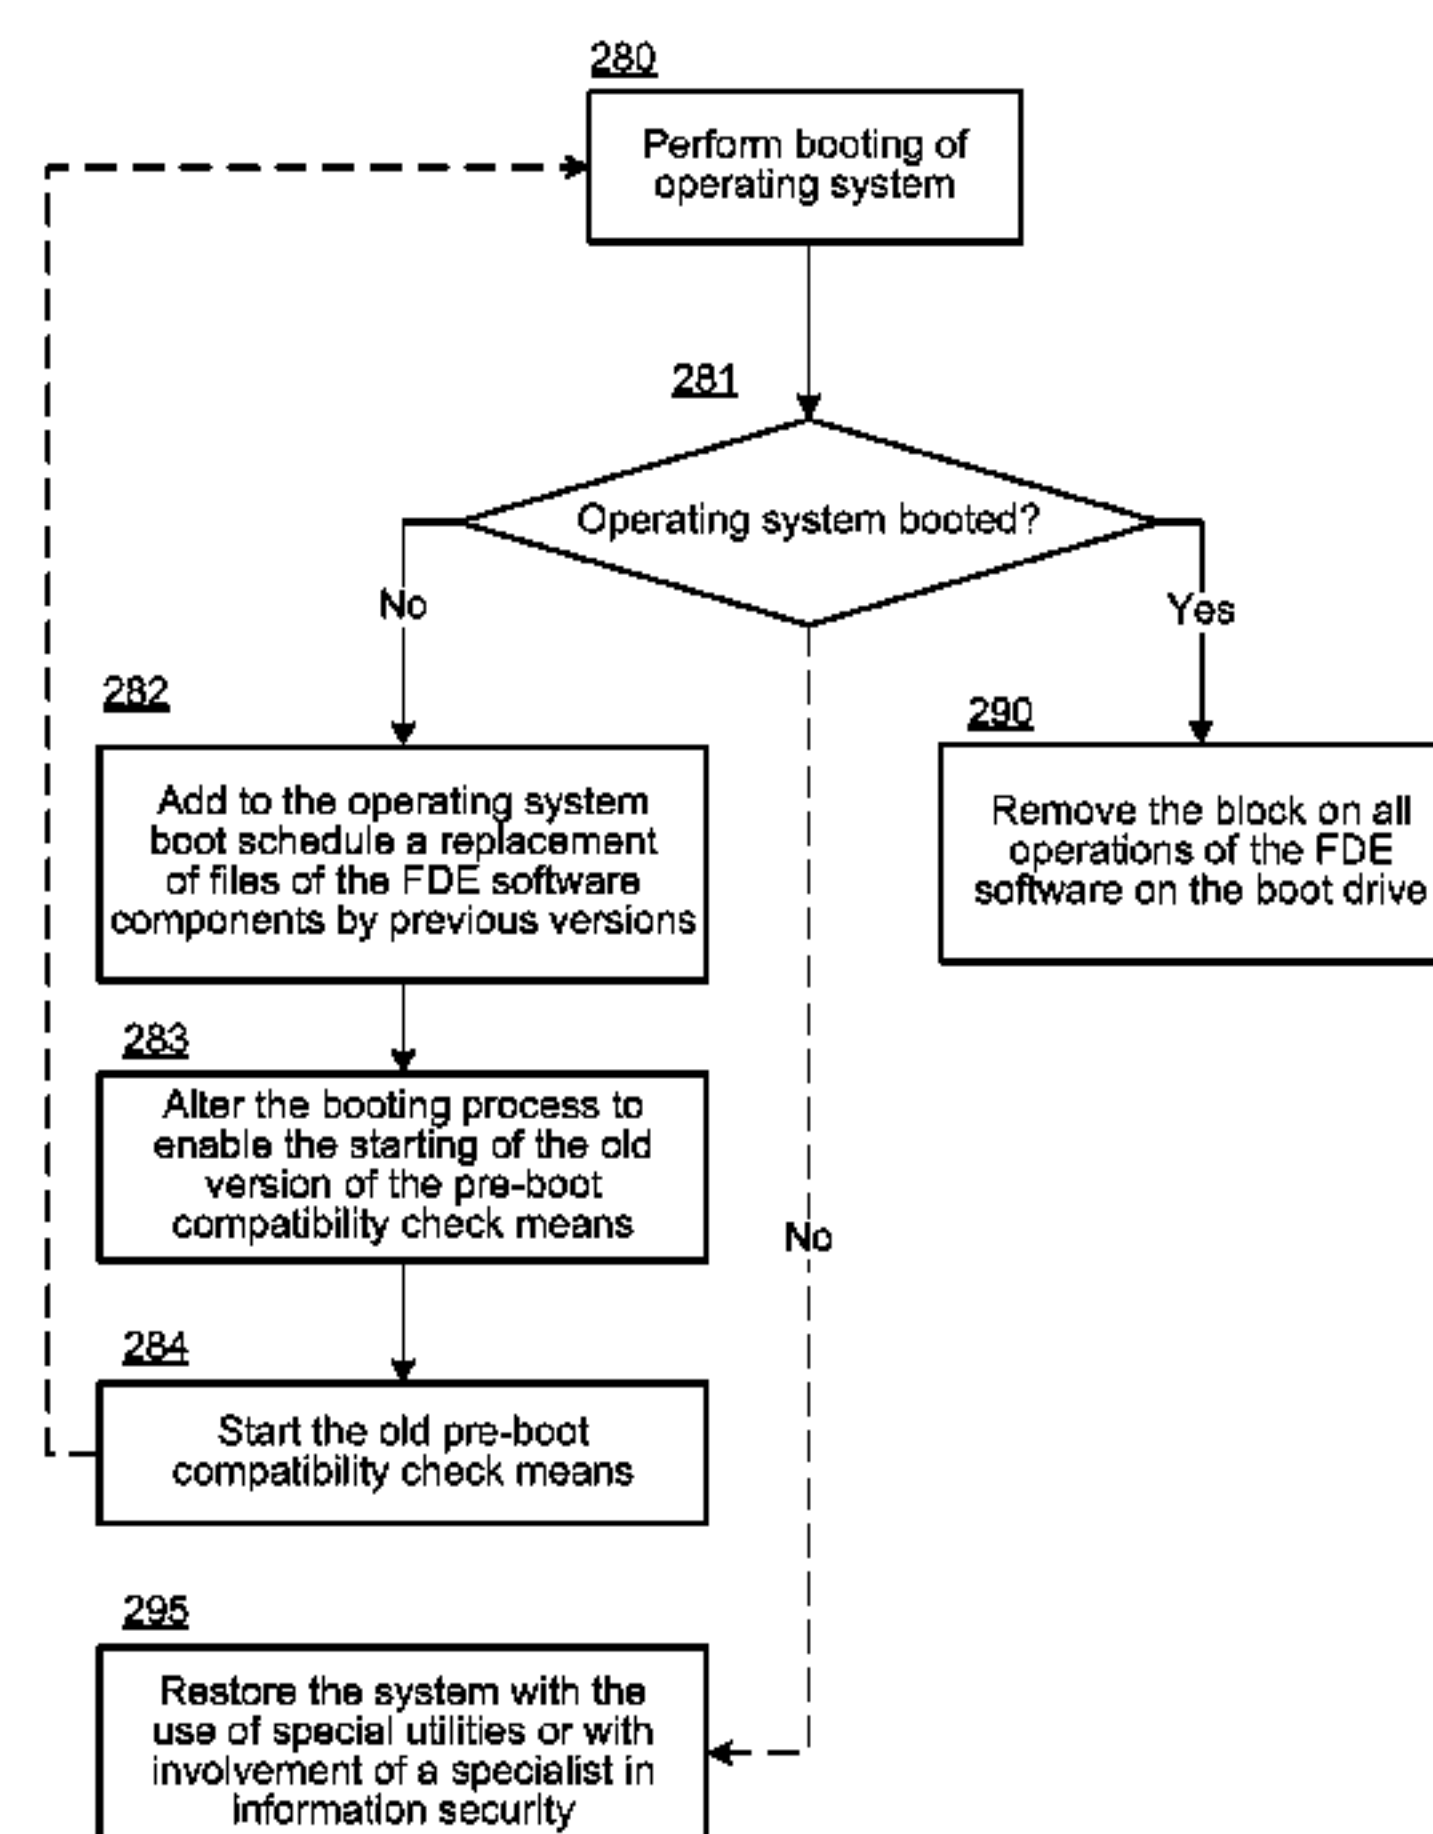 280
Perform booting of
operating system
281
Operating system booted?
No
Yes
282
Add to the operating system
boot schedule a replacement
of files of the FDE software
components by previous versions
290
Remove the block on all
operations of the FDE
software on the boot drive
283
Alter the booting process to
enable the starting of the old
version of the pre-boot
compatibility check means
No
284
Start the old pre-boot
compatibility check means
295
Restore the system with the
use of special utilities or with
involvement of a specialist in
information security